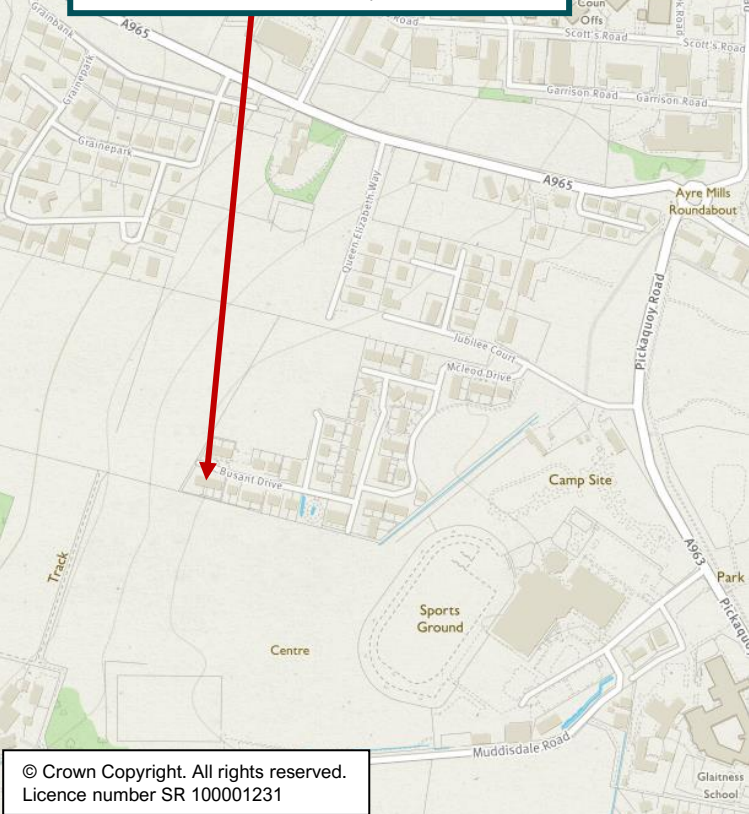 Coun
Offs
Road
Scott's Road
Scott's Road
Grainbank
A965
Grainepark
Garrison Road
Garrison Road
Grainepark
A965
Ayre Mills
Roundabout
Queen Elizabeth Way
Pickaquoy Road
Jubilee Court
Mcleod Drive
Busant Drive
Camp Site
A963
Track
Park
Sports
Ground
Centre
Pickaquoy
Muddisdale Road
Glaitness
School
© Crown Copyright. All rights reserved.
Licence number SR 100001231